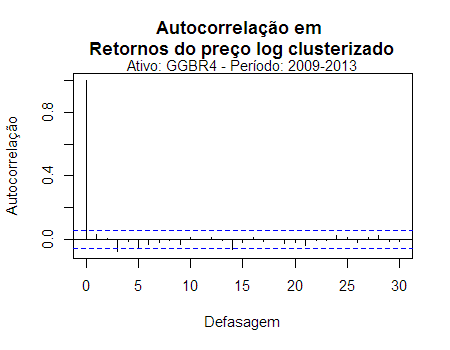 Autocorrelação em
Retornos do preço log clusterizado
Ativo: GGBR4 - Período: 2009-2013
Autocorrelação
0.8
0.4
0.0
0 5 10 15 20 25 30
Defasagem